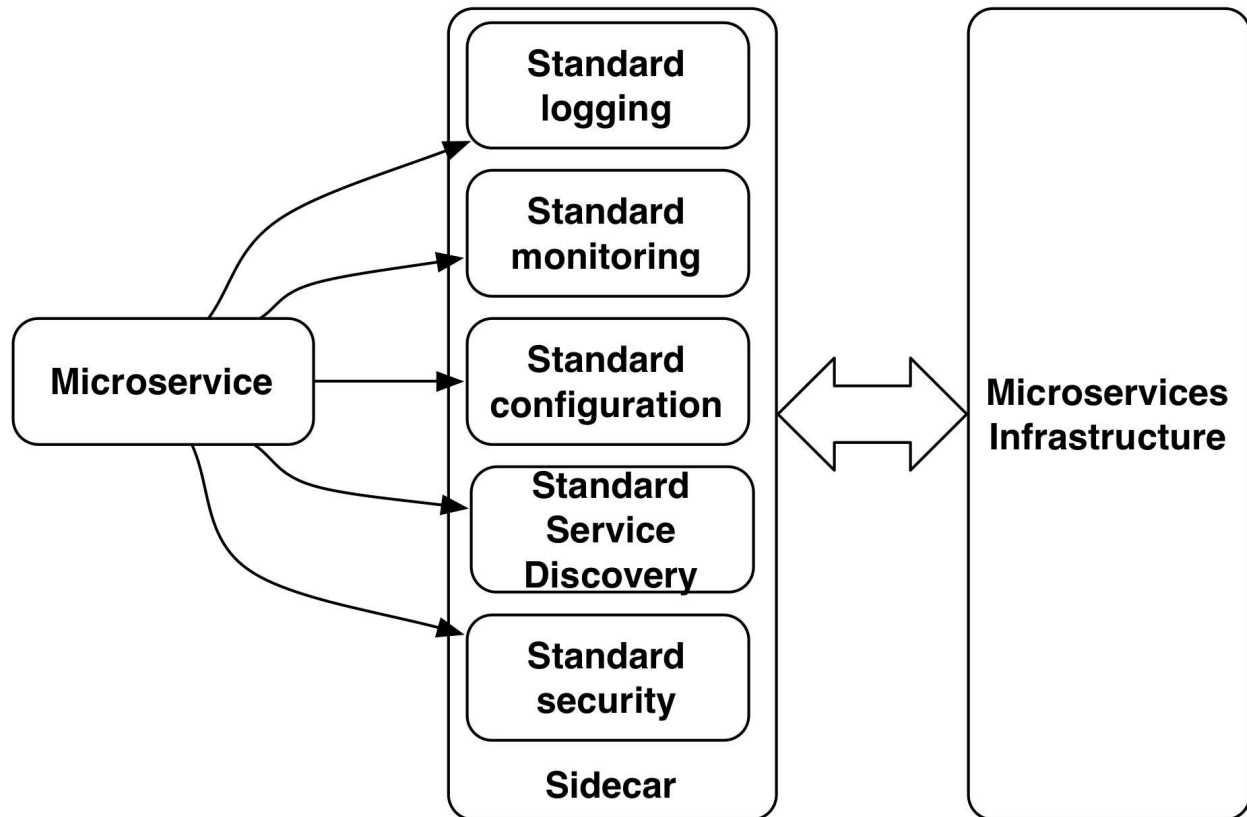 Standard
logging
Standard
monitoring
Microservice
Standard
configuration
Microservices
Infrastructure
Standard
Service
Discovery
Standard
security
Sidecar